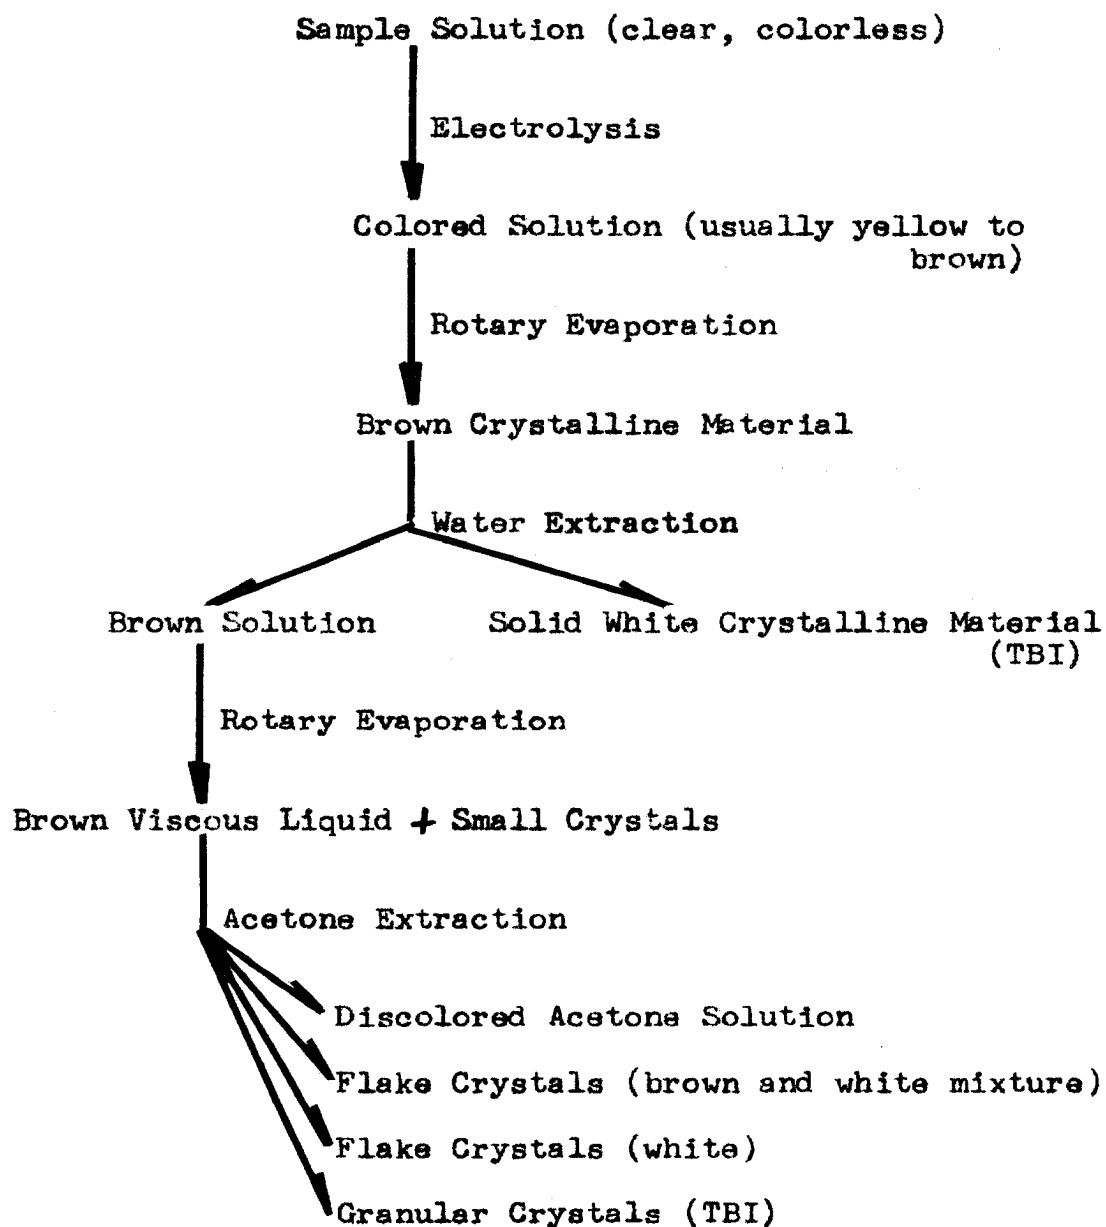 Sample Solution (clear, colorless)
Electrolysis
Colored Solution (usually yellow to
brown)
Rotary Evaporation
Brown Crystalline Material
Water Extraction
Brown Solution
Solid White Crystalline Material
(TBI)
Rotary Evaporation
Brown Viscous Liquid + Small Crystals
Acetone Extraction
Discolored Acetone Solution
Flake Crystals (brown and white mixture)
Flake Crystals (white)
Granular Crystals (TBI)